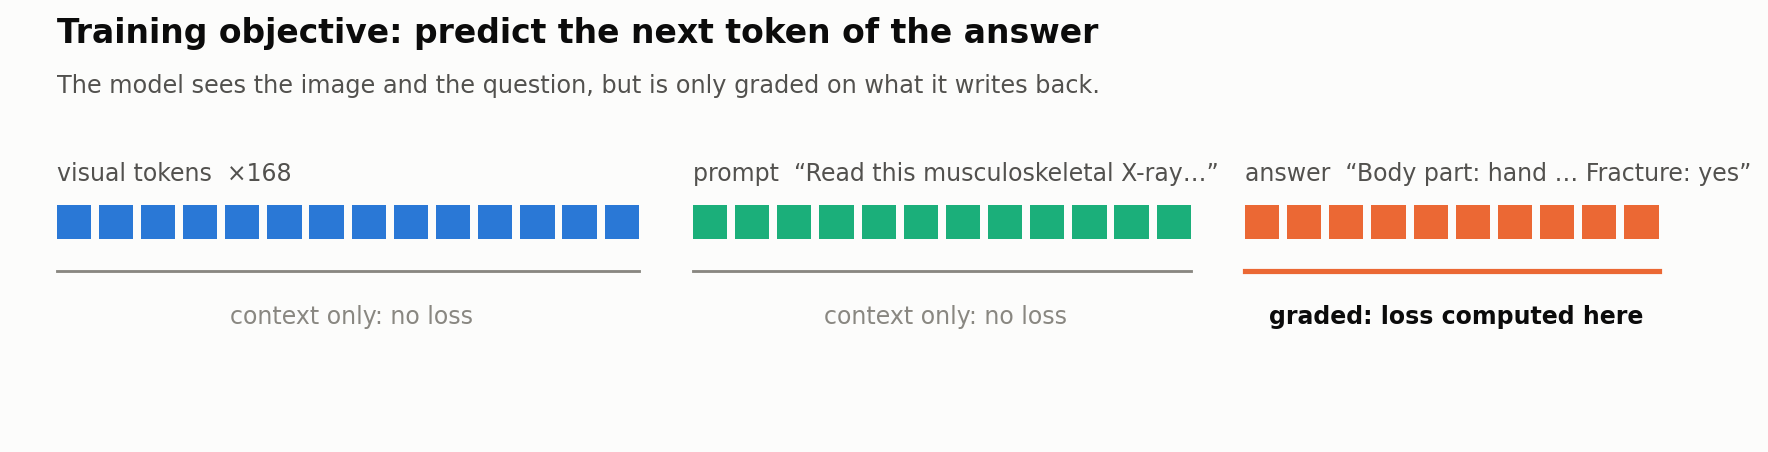 Training objective: predict the next token of the answer
The model sees the image and the question, but is only graded on what it writes back.
visual tokens  ×168
prompt  “Read this musculoskeletal X-ray…”
answer  “Body part: hand … Fracture: yes”
context only: no loss
context only: no loss
graded: loss computed here